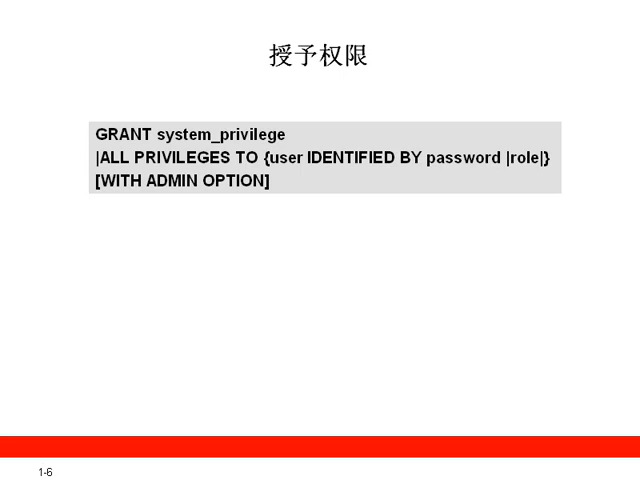 授予权限
GRANT system_privilege
|ALL PRIVILEGES TO {user IDENTIFIED BY password |role|}
[WITH ADMIN OPTION]
1-6